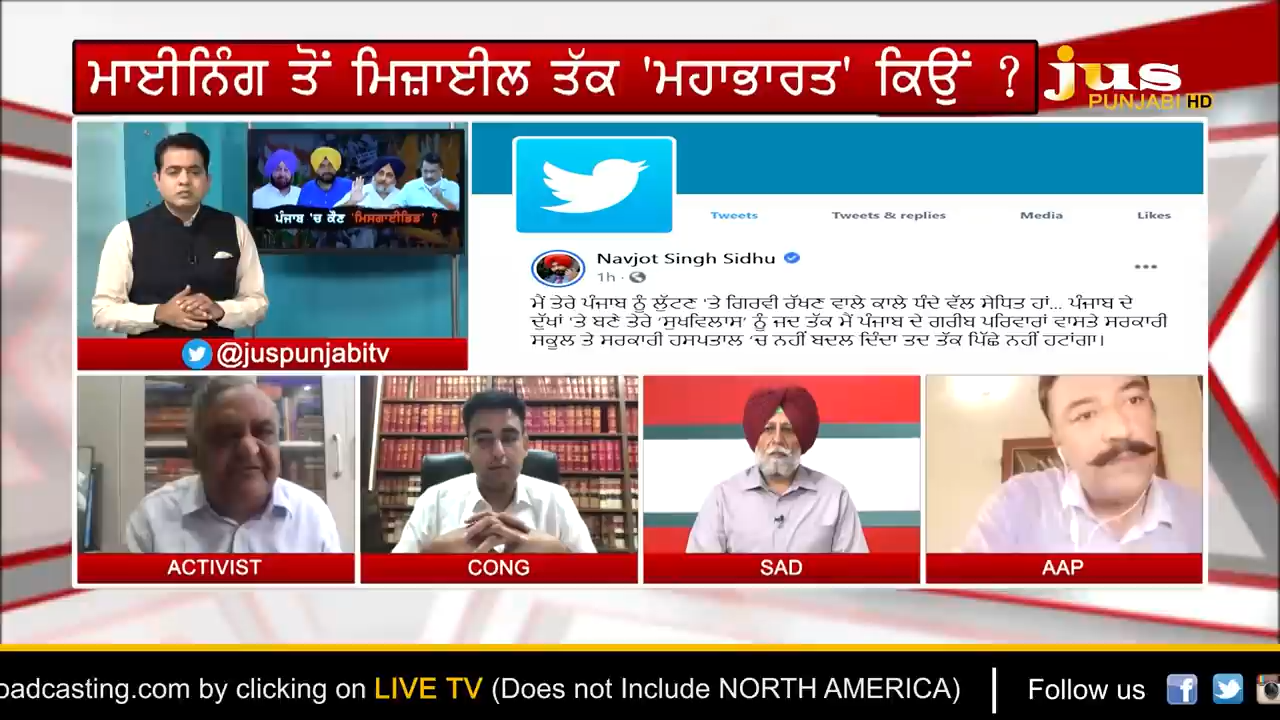 ਮਾਈਨਿੰਗ ਤੋਂ ਮਿਜ਼ਾਈਲ ਤੱਕ 'ਮਹਾਭਾਰਤ' ਕਿਉਂ ?
jus
PUNJABI HD
ਪੰਜਾਬ 'ਚ ਕੌਣ 'ਮਿਸਗਾਈਡਿਡ' ?
@juspunjabitv
Tweets Tweets & replies Media Likes
Navjot Singh Sidhu
1h ·
ਮੈਂ ਤੇਰੇ ਪੰਜਾਬ ਨੂੰ ਲੁੱਟਣ 'ਤੇ ਗਿਰਵੀ ਰੱਖਣ ਵਾਲੇ ਕਾਲੇ ਧੰਦੇ ਵੱਲ ਸੇਧਿਤ ਹਾਂ... ਪੰਜਾਬ ਦੇ
ਦੁੱਖਾਂ 'ਤੇ ਬਣੇ ਤੇਰੇ 'ਸੁਖਵਿਲਾਸ' ਨੂੰ ਜਦ ਤੱਕ ਮੈਂ ਪੰਜਾਬ ਦੇ ਗਰੀਬ ਪਰਿਵਾਰਾਂ ਵਾਸਤੇ ਸਰਕਾਰੀ
ਸਕੂਲ ਤੇ ਸਰਕਾਰੀ ਹਸਪਤਾਲ 'ਚ ਨਹੀਂ ਬਦਲ ਦਿੰਦਾ ਤਦ ਤੱਕ ਪਿੱਛੇ ਨਹੀਂ ਹਟਾਂਗਾ।
ACTIVIST CONG SAD AAP
oadcasting.com by clicking on LIVE TV (Does not Include NORTH AMERICA) | Follow us